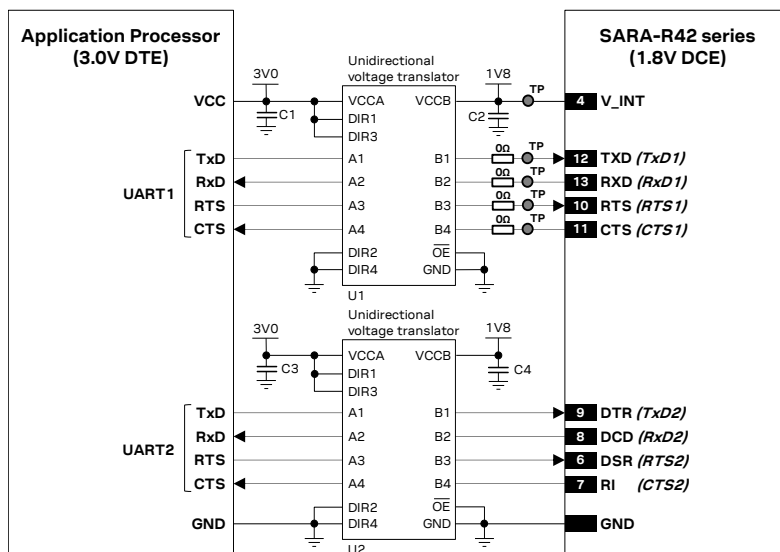 Application Processor
(3.0V DTE)
SARA-R42 series
(1.8V DCE)
Unidirectional
voltage translator
3V0
1V8
TP
VCC
VCCA
VCCB
4 V_INT
C1
C2
DIR1
DIR3
0Ω TP
TxD
A1
B1
12 TXD (TxD1)
0Ω TP
RxD
A2
B2
13 RXD (RxD1)
UART1
0Ω TP
RTS
A3
B3
10 RTS (RTS1)
0Ω TP
CTS
A4
B4
11 CTS (CTS1)
DIR2
OE
DIR4
GND
U1
Unidirectional
voltage translator
3V0
1V8
VCCA
VCCB
C3
C4
DIR1
DIR3
TxD
A1
B1
9 DTR (TxD2)
RxD
A2
B2
8 DCD (RxD2)
UART2
RTS
A3
B3
6 DSR (RTS2)
CTS
A4
B4
7 RI (CTS2)
DIR2
OE
GND
DIR4
GND
GND
U2